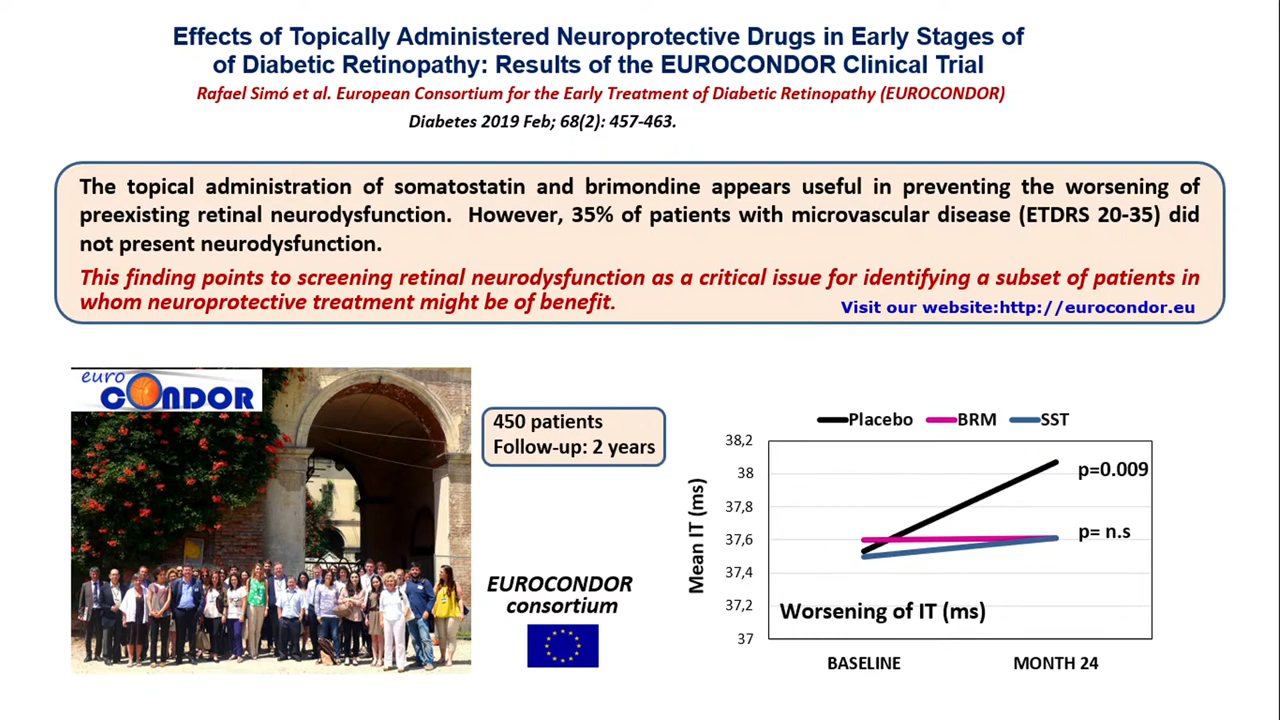 Effects of Topically Administered Neuroprotective Drugs in Early Stages of
of Diabetic Retinopathy: Results of the EUROCONDOR Clinical Trial
Rafael Simó et al. European Consortium for the Early Treatment of Diabetic Retinopathy (EUROCONDOR)
Diabetes 2019 Feb; 68(2): 457-463.
The topical administration of somatostatin and brimondine appears useful in preventing the worsening of
preexisting retinal neurodysfunction. However, 35% of patients with microvascular disease (ETDRS 20-35) did
not present neurodysfunction.
This finding points to screening retinal neurodysfunction as a critical issue for identifying a subset of patients in
whom neuroprotective treatment might be of benefit.
Visit our website:http://eurocondor.eu
euro
CONDOR
450 patients
Follow-up: 2 years
EUROCONDOR
consortium
Placebo BRM SST
38,2
38
37,8
37,6
37,4
37,2
37
Mean IT (ms)
p=0.009
p= n.s
Worsening of IT (ms)
BASELINE MONTH 24